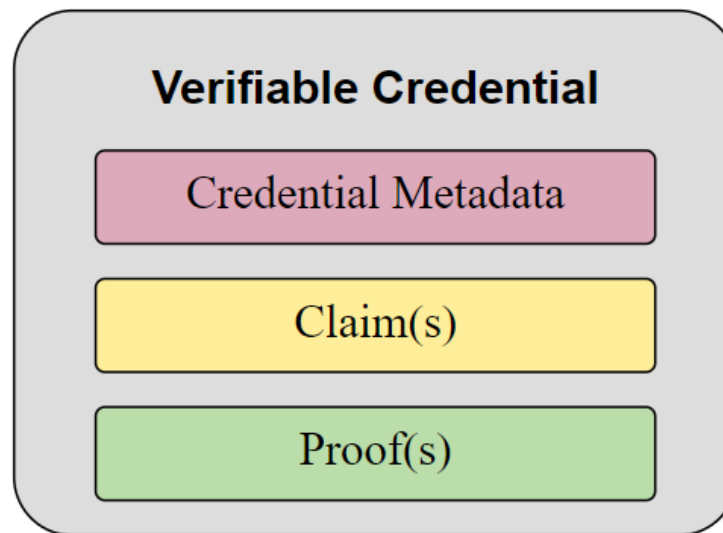 Verifiable Credential
Credential Metadata
Claim(s)
Proof(s)